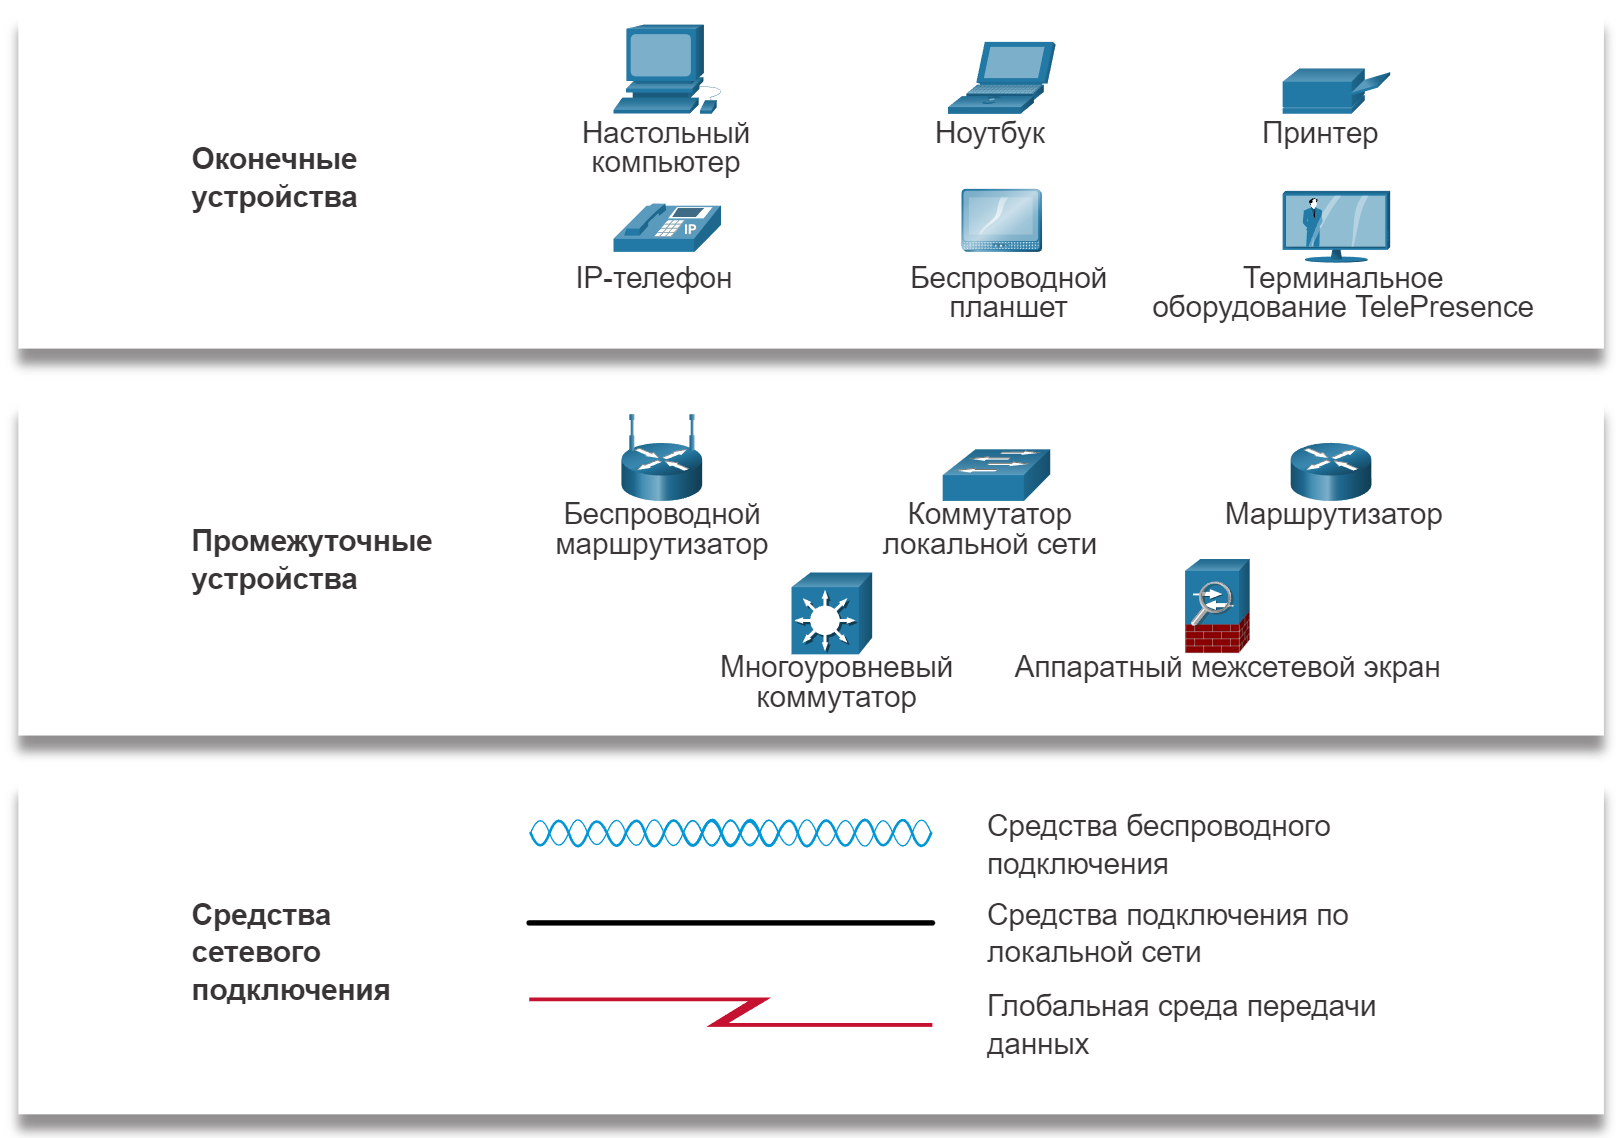 Оконечные
устройства
Настольный
компьютер
Ноутбук
Принтер
IP
IP-телефон
Беспроводной
планшет
Терминальное
оборудование TelePresence
Промежуточные
устройства
Беспроводной
маршрутизатор
Коммутатор
локальной сети
Маршрутизатор
Многоуровневый
коммутатор
Аппаратный межсетевой экран
Средства
сетевого
подключения
Средства беспроводного
подключения
Средства подключения по
локальной сети
Глобальная среда передачи
данных